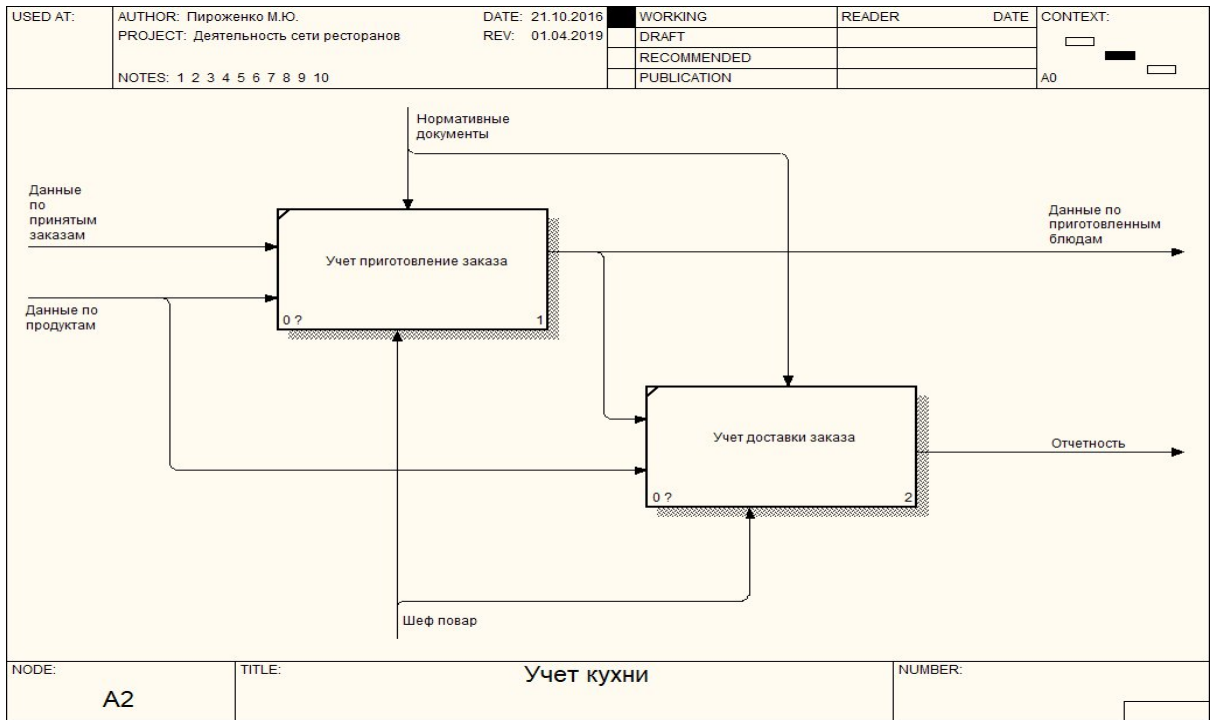 USED AT:
AUTHOR: Пироженко М.Ю.
DATE: 21.10.2016
WORKING
READER
DATE
CONTEXT:
PROJECT: Деятельность сети ресторанов
REV: 01.04.2019
DRAFT
RECOMMENDED
NOTES: 1 2 3 4 5 6 7 8 9 10
PUBLICATION
A0
Нормативные
документы
Данные
по
принятым
заказам
Данные по
приготовленным
блюдам
Учет приготовление заказа
Данные по
продуктам
0 ?
1
Учет доставки заказа
Отчетность
0 ?
2
Шеф повар
NODE:
TITLE:
Учет кухни
NUMBER:
A2